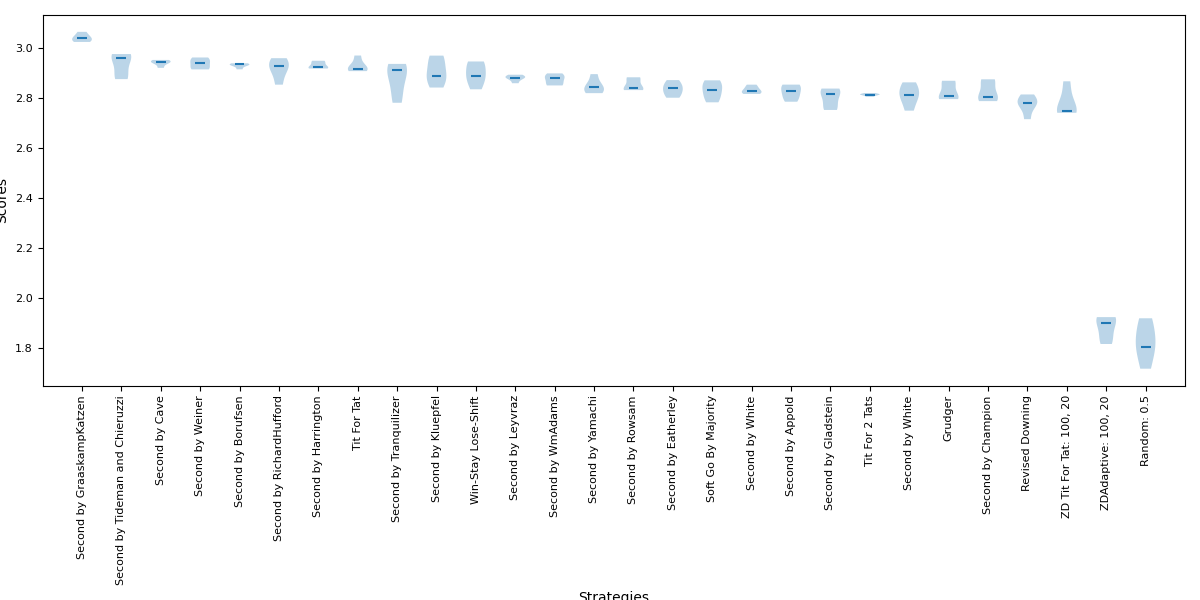 Scores
3.0
2.8
2.6
2.4
2.2
2.0
1.8
Second by GraaskampKatzen
Second by Tideman and Chieruzzi
Second by Cave
Second by Weiner
Second by Borufsen
Second by RichardHufford
Second by Harrington
Tit For Tat
Second by Tranquilizer
Second by Kluepfel
Win-Stay Lose-Shift
Second by Leyvraz
Second by WmAdams
Second by Yamachi
Second by Rowsam
Second by Eatherley
Soft Go By Majority
Second by White
Second by Appold
Second by Gladstein
Tit For 2 Tats
Second by White
Grudger
Second by Champion
Revised Downing
ZD Tit For Tat: 100, 20
ZDAdaptive: 100, 20
Random: 0.5
Strategies